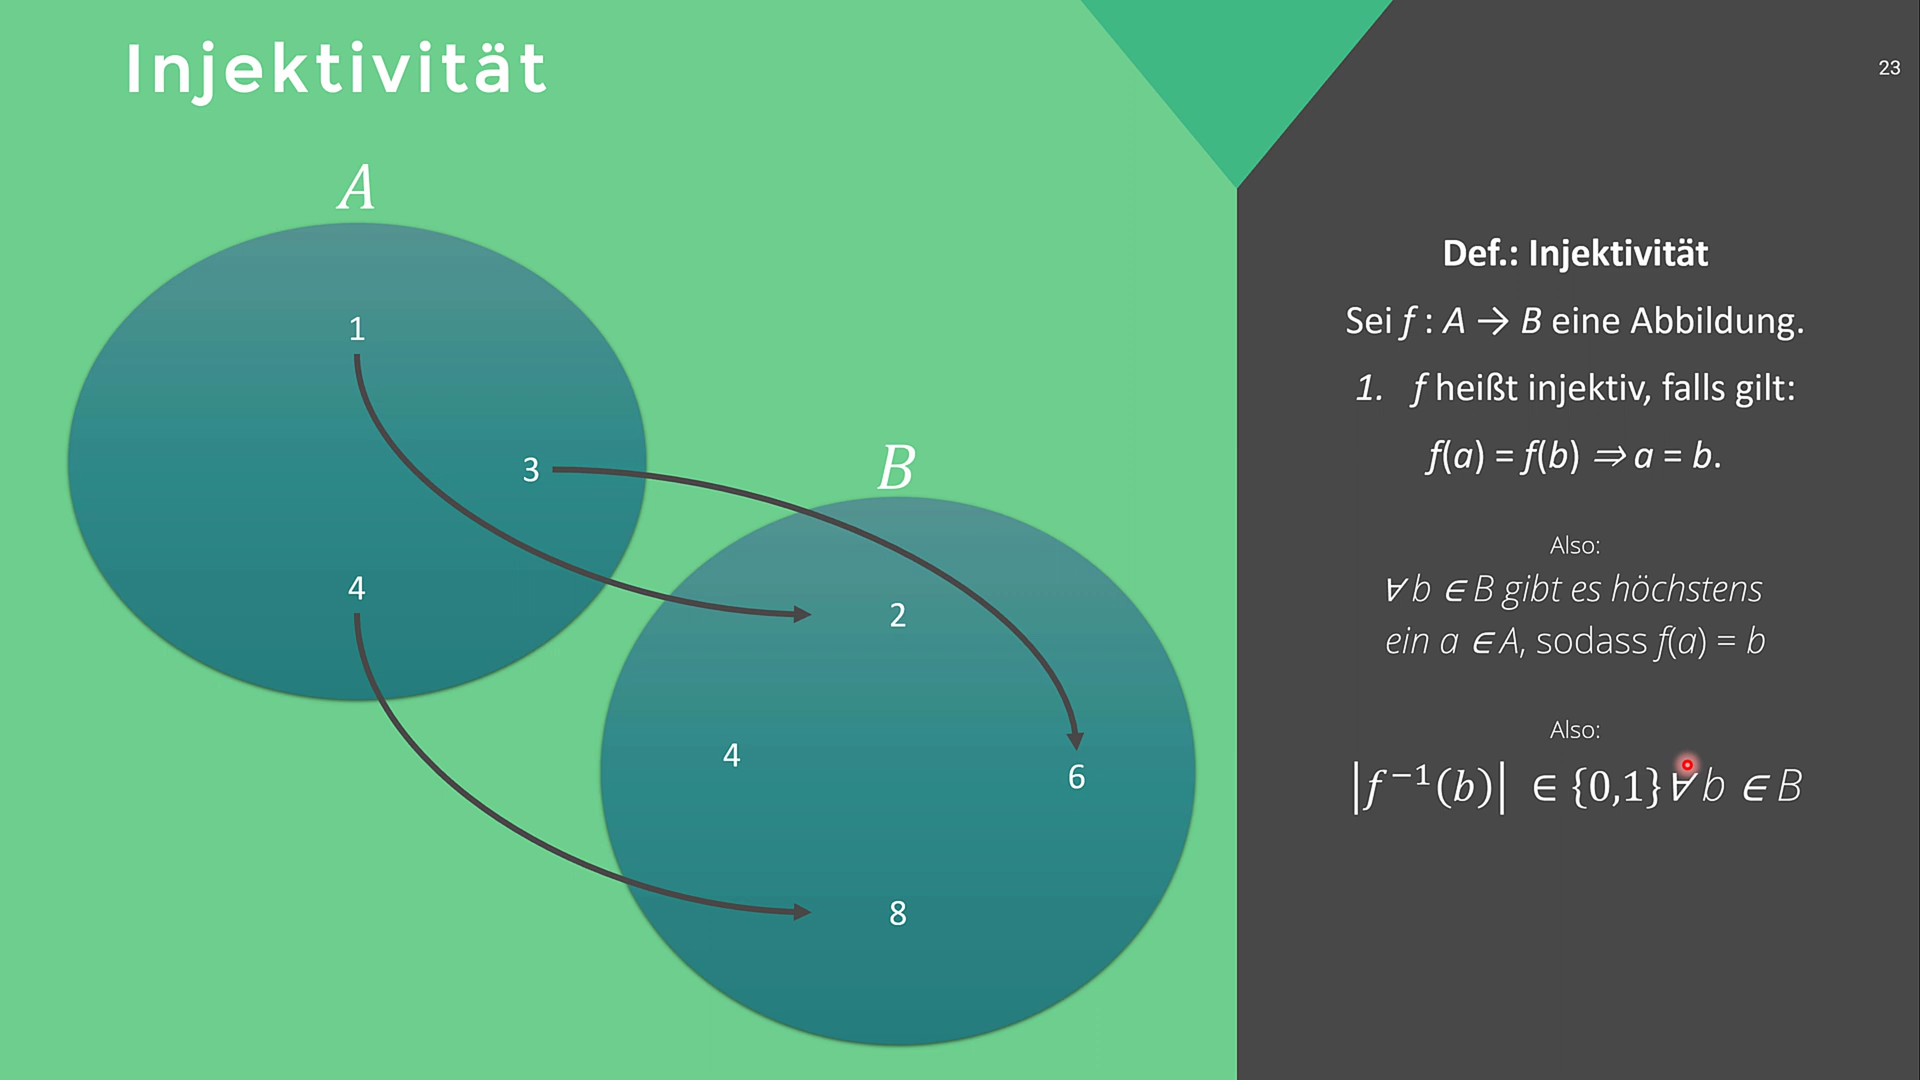 Injektivität
23
A
1
3
4
B
2
4
6
8
Def.: Injektivität
Sei f : A → B eine Abbildung.
1. f heißt injektiv, falls gilt:
f(a) = f(b) ⇒ a = b.
Also:
∀ b ∈ B gibt es höchstens
ein a ∈ A, sodass f(a) = b
Also:
|f⁻¹(b)| ∈ {0,1} ∀ b ∈ B